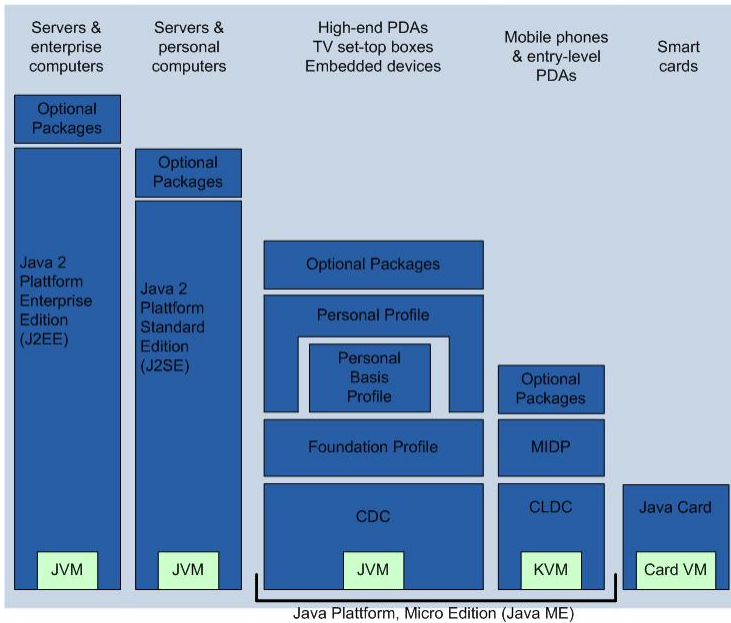 Servers &
enterprise
computers
Servers &
personal
computers
High-end PDAs
TV set-top boxes
Embedded devices
Mobile phones
& entry-level
PDAs
Smart
cards
Optional
Packages
Java 2
Plattform
Enterprise
Edition
(J2EE)
JVM
Optional
Packages
Java 2
Plattform
Standard
Edition
(J2SE)
JVM
Optional Packages
Personal Profile
Personal
Basis
Profile
Foundation Profile
CDC
JVM
Optional
Packages
MIDP
CLDC
KVM
Java Card
Card VM
Java Plattform, Micro Edition (Java ME)